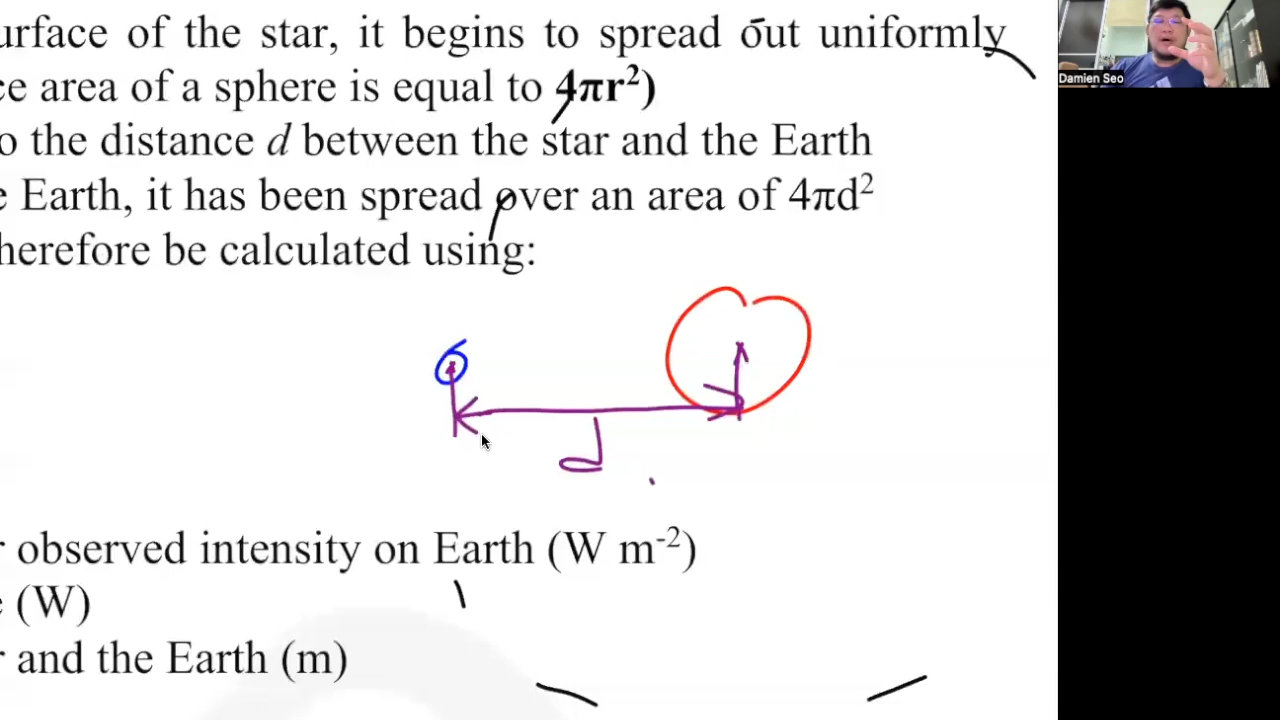 urface of the star, it begins to spread out uniformly
ce area of a sphere is equal to 4πr²)
o the distance d between the star and the Earth
e Earth, it has been spread over an area of 4πd²
herefore be calculated using:
d
r observed intensity on Earth (W m⁻²)
e (W)
r and the Earth (m)
Damien Seo